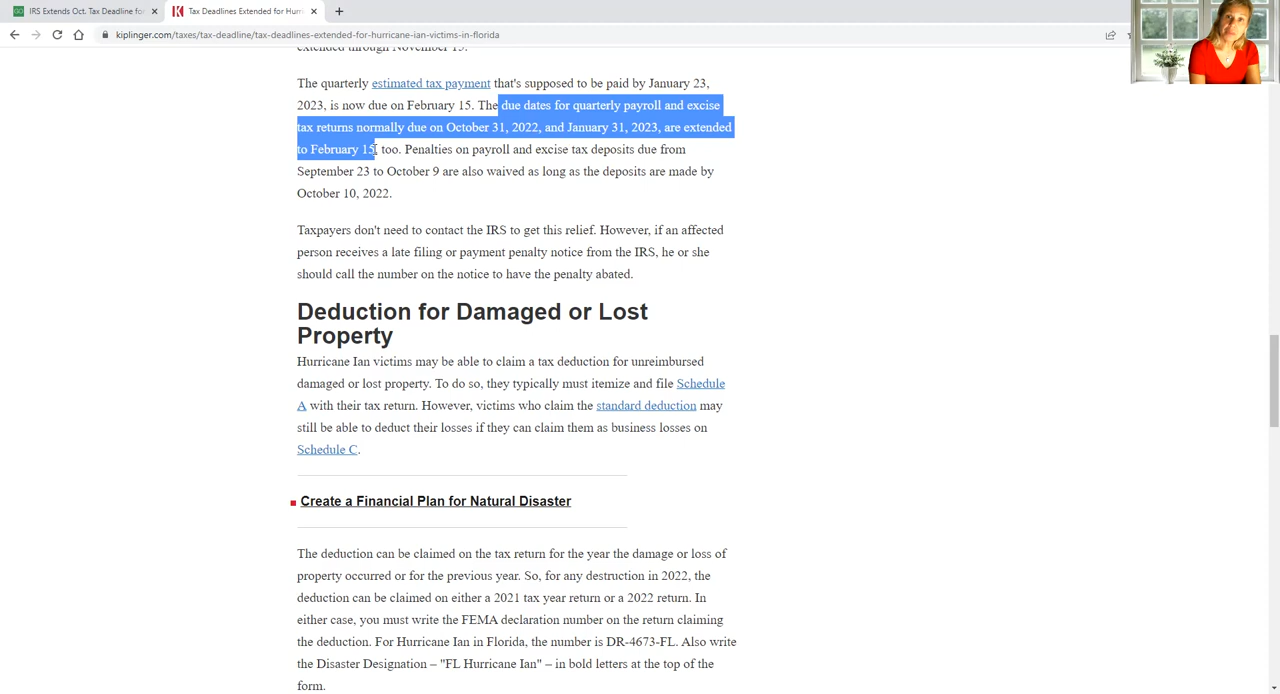 IRS Extends Oct. Tax Deadline for
Tax Deadlines Extended for Hurri
kiplinger.com/taxes/tax-deadline/tax-deadlines-extended-for-hurricane-ian-victims-in-florida
extended through November 15.
The quarterly estimated tax payment that's supposed to be paid by January 23,
2023, is now due on February 15. The due dates for quarterly payroll and excise
tax returns normally due on October 31, 2022, and January 31, 2023, are extended
to February 15, too. Penalties on payroll and excise tax deposits due from
September 23 to October 9 are also waived as long as the deposits are made by
October 10, 2022.
Taxpayers don't need to contact the IRS to get this relief. However, if an affected
person receives a late filing or payment penalty notice from the IRS, he or she
should call the number on the notice to have the penalty abated.
Deduction for Damaged or Lost
Property
Hurricane Ian victims may be able to claim a tax deduction for unreimbursed
damaged or lost property. To do so, they typically must itemize and file Schedule
A with their tax return. However, victims who claim the standard deduction may
still be able to deduct their losses if they can claim them as business losses on
Schedule C.
Create a Financial Plan for Natural Disaster
The deduction can be claimed on the tax return for the year the damage or loss of
property occurred or for the previous year. So, for any destruction in 2022, the
deduction can be claimed on either a 2021 tax year return or a 2022 return. In
either case, you must write the FEMA declaration number on the return claiming
the deduction. For Hurricane Ian in Florida, the number is DR-4673-FL. Also write
the Disaster Designation – "FL Hurricane Ian" – in bold letters at the top of the
form.